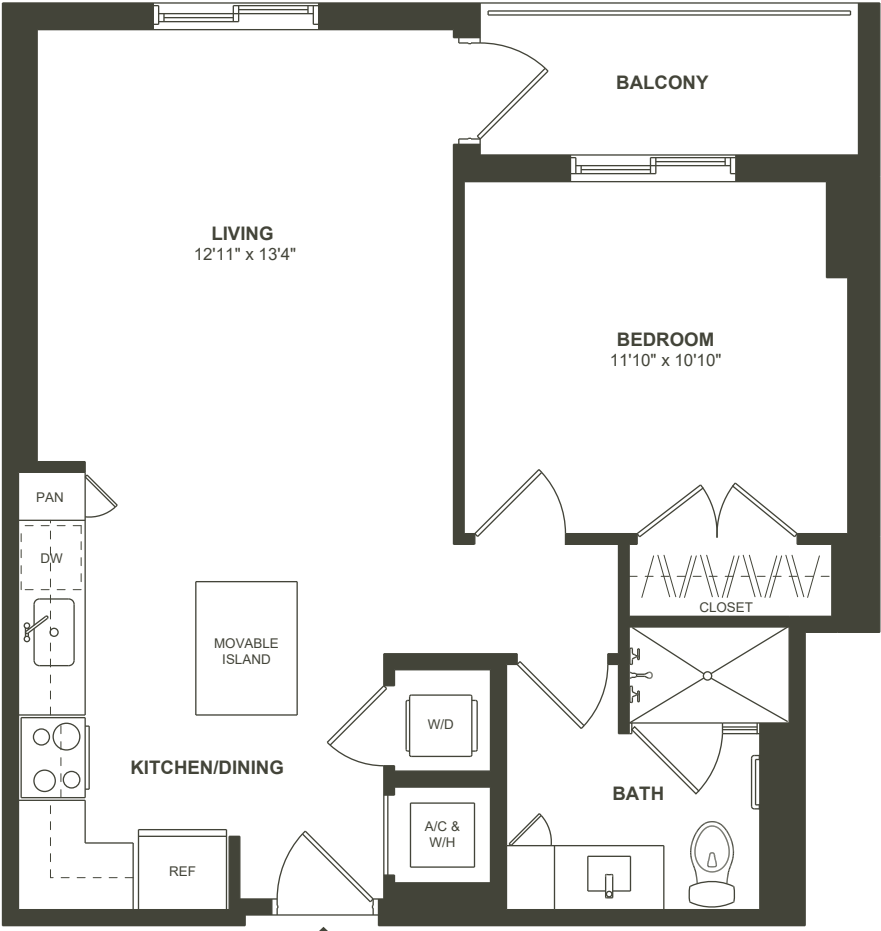 BALCONY
LIVING
12'11" x 13'4"
BEDROOM
11'10" x 10'10"
PAN
DW
CLOSET
MOVABLE
ISLAND
W/D
KITCHEN/DINING
BATH
A/C &
W/H
REF